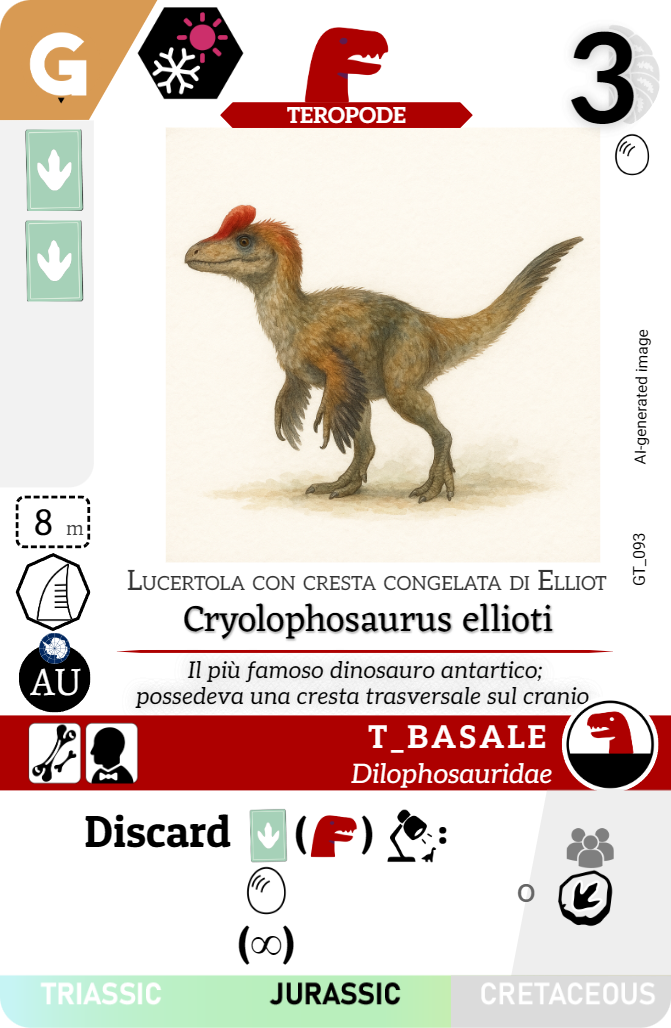 G
3
TEROPODE
AI-generated image
GT_093
8 m
AU
Lucertola con cresta congelata di Elliot
Cryolophosaurus ellioti
Il più famoso dinosauro antartico;
possedeva una cresta trasversale sul cranio
T_BASALE
Dilophosauridae
Discard ( ) :
o
(∞)
TRIASSIC JURASSIC CRETACEOUS